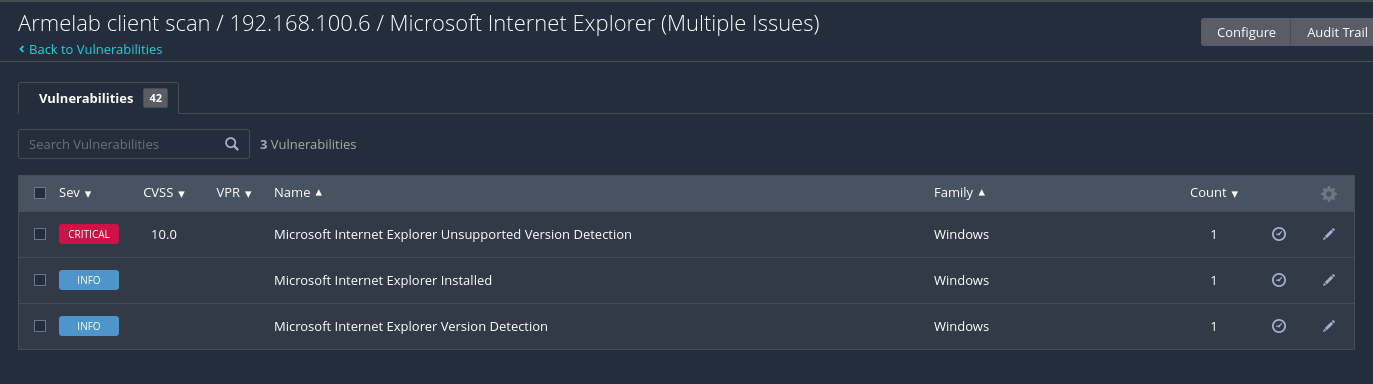 Armelab client scan / 192.168.100.6 / Microsoft Internet Explorer (Multiple Issues)
Configure Audit Trail
Back to Vulnerabilities
Vulnerabilities 42
Search Vulnerabilities 3 Vulnerabilities
Sev CVSS VPR Name Family Count
CRITICAL 10.0 Microsoft Internet Explorer Unsupported Version Detection Windows 1
INFO Microsoft Internet Explorer Installed Windows 1
INFO Microsoft Internet Explorer Version Detection Windows 1